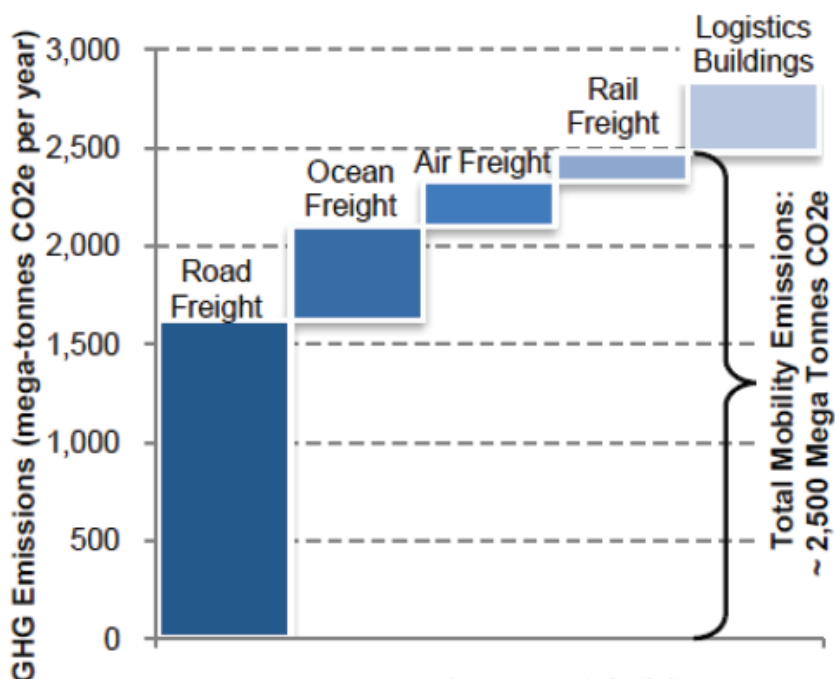 GHG Emissions (mega-tonnes CO2e per year)
3,000
2,500
2,000
1,500
1,000
500
0
Road
Freight
Ocean
Freight
Air Freight
Rail
Freight
Logistics
Buildings
Total Mobility Emissions:
~ 2,500 Mega Tonnes CO2e